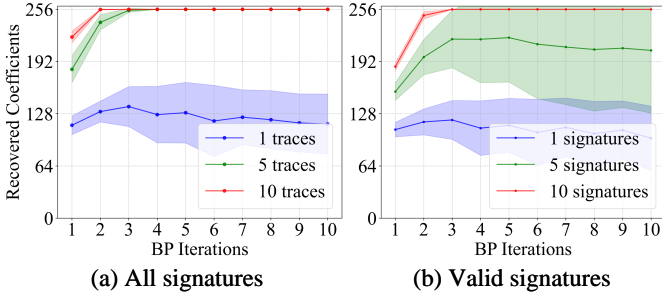 Recovered Coefficients
256
192
128
64
0
1 traces
5 traces
10 traces
1 2 3 4 5 6 7 8 9 10
BP Iterations
(a) All signatures
256
192
128
64
0
1 signatures
5 signatures
10 signatures
1 2 3 4 5 6 7 8 9 10
BP Iterations
(b) Valid signatures